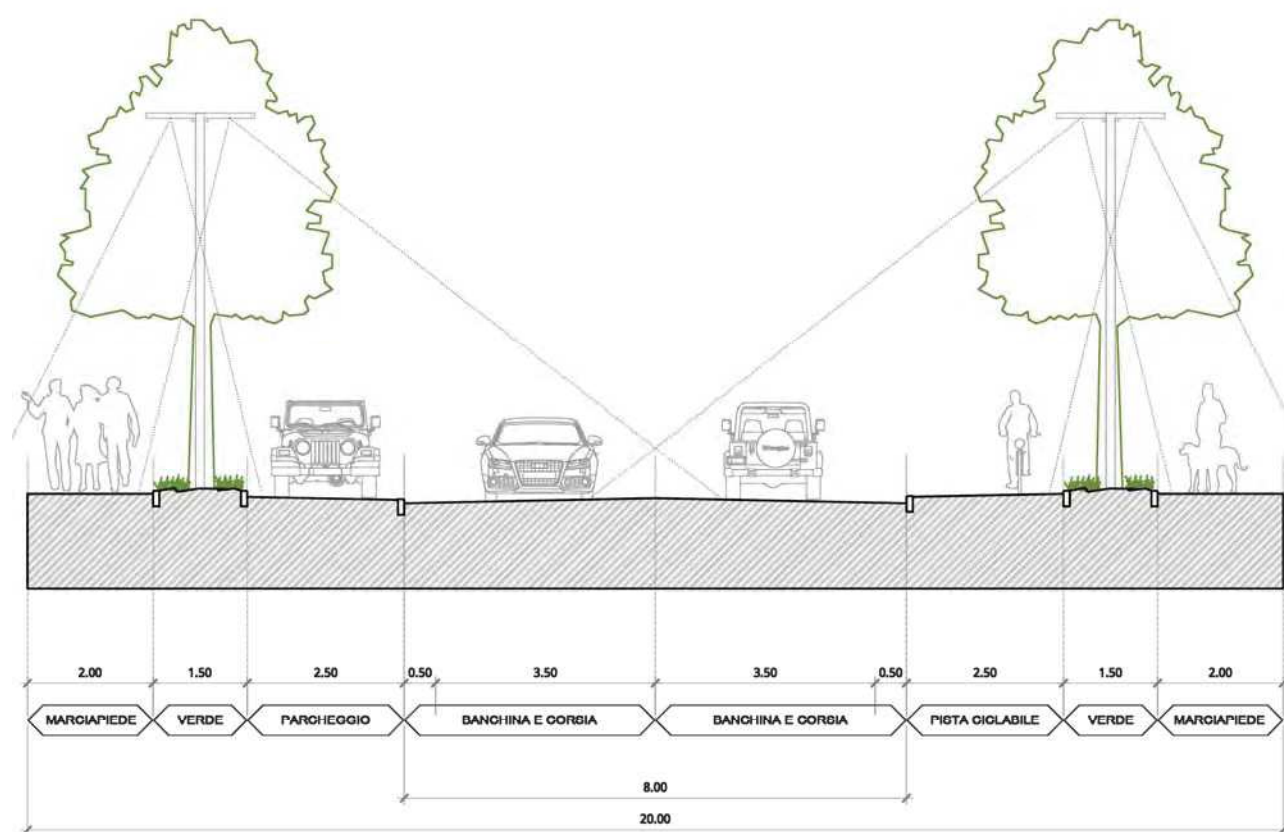 2.00 1.50 2.50 0.50 3.50 3.50 0.50 2.50 1.50 2.00
MARCIAPIEDE VERDE PARCHEGGIO BANCHINA E CORSIA BANCHINA E CORSIA PISTA CICLABILE VERDE MARCIAPIEDE
8.00
20.00